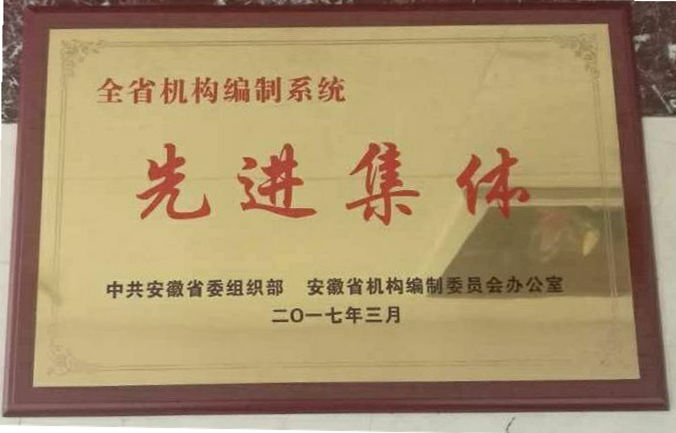 全省机构编制系统
先进集体
中共安徽省委组织部 安徽省机构编制委员会办公室
二〇一七年三月